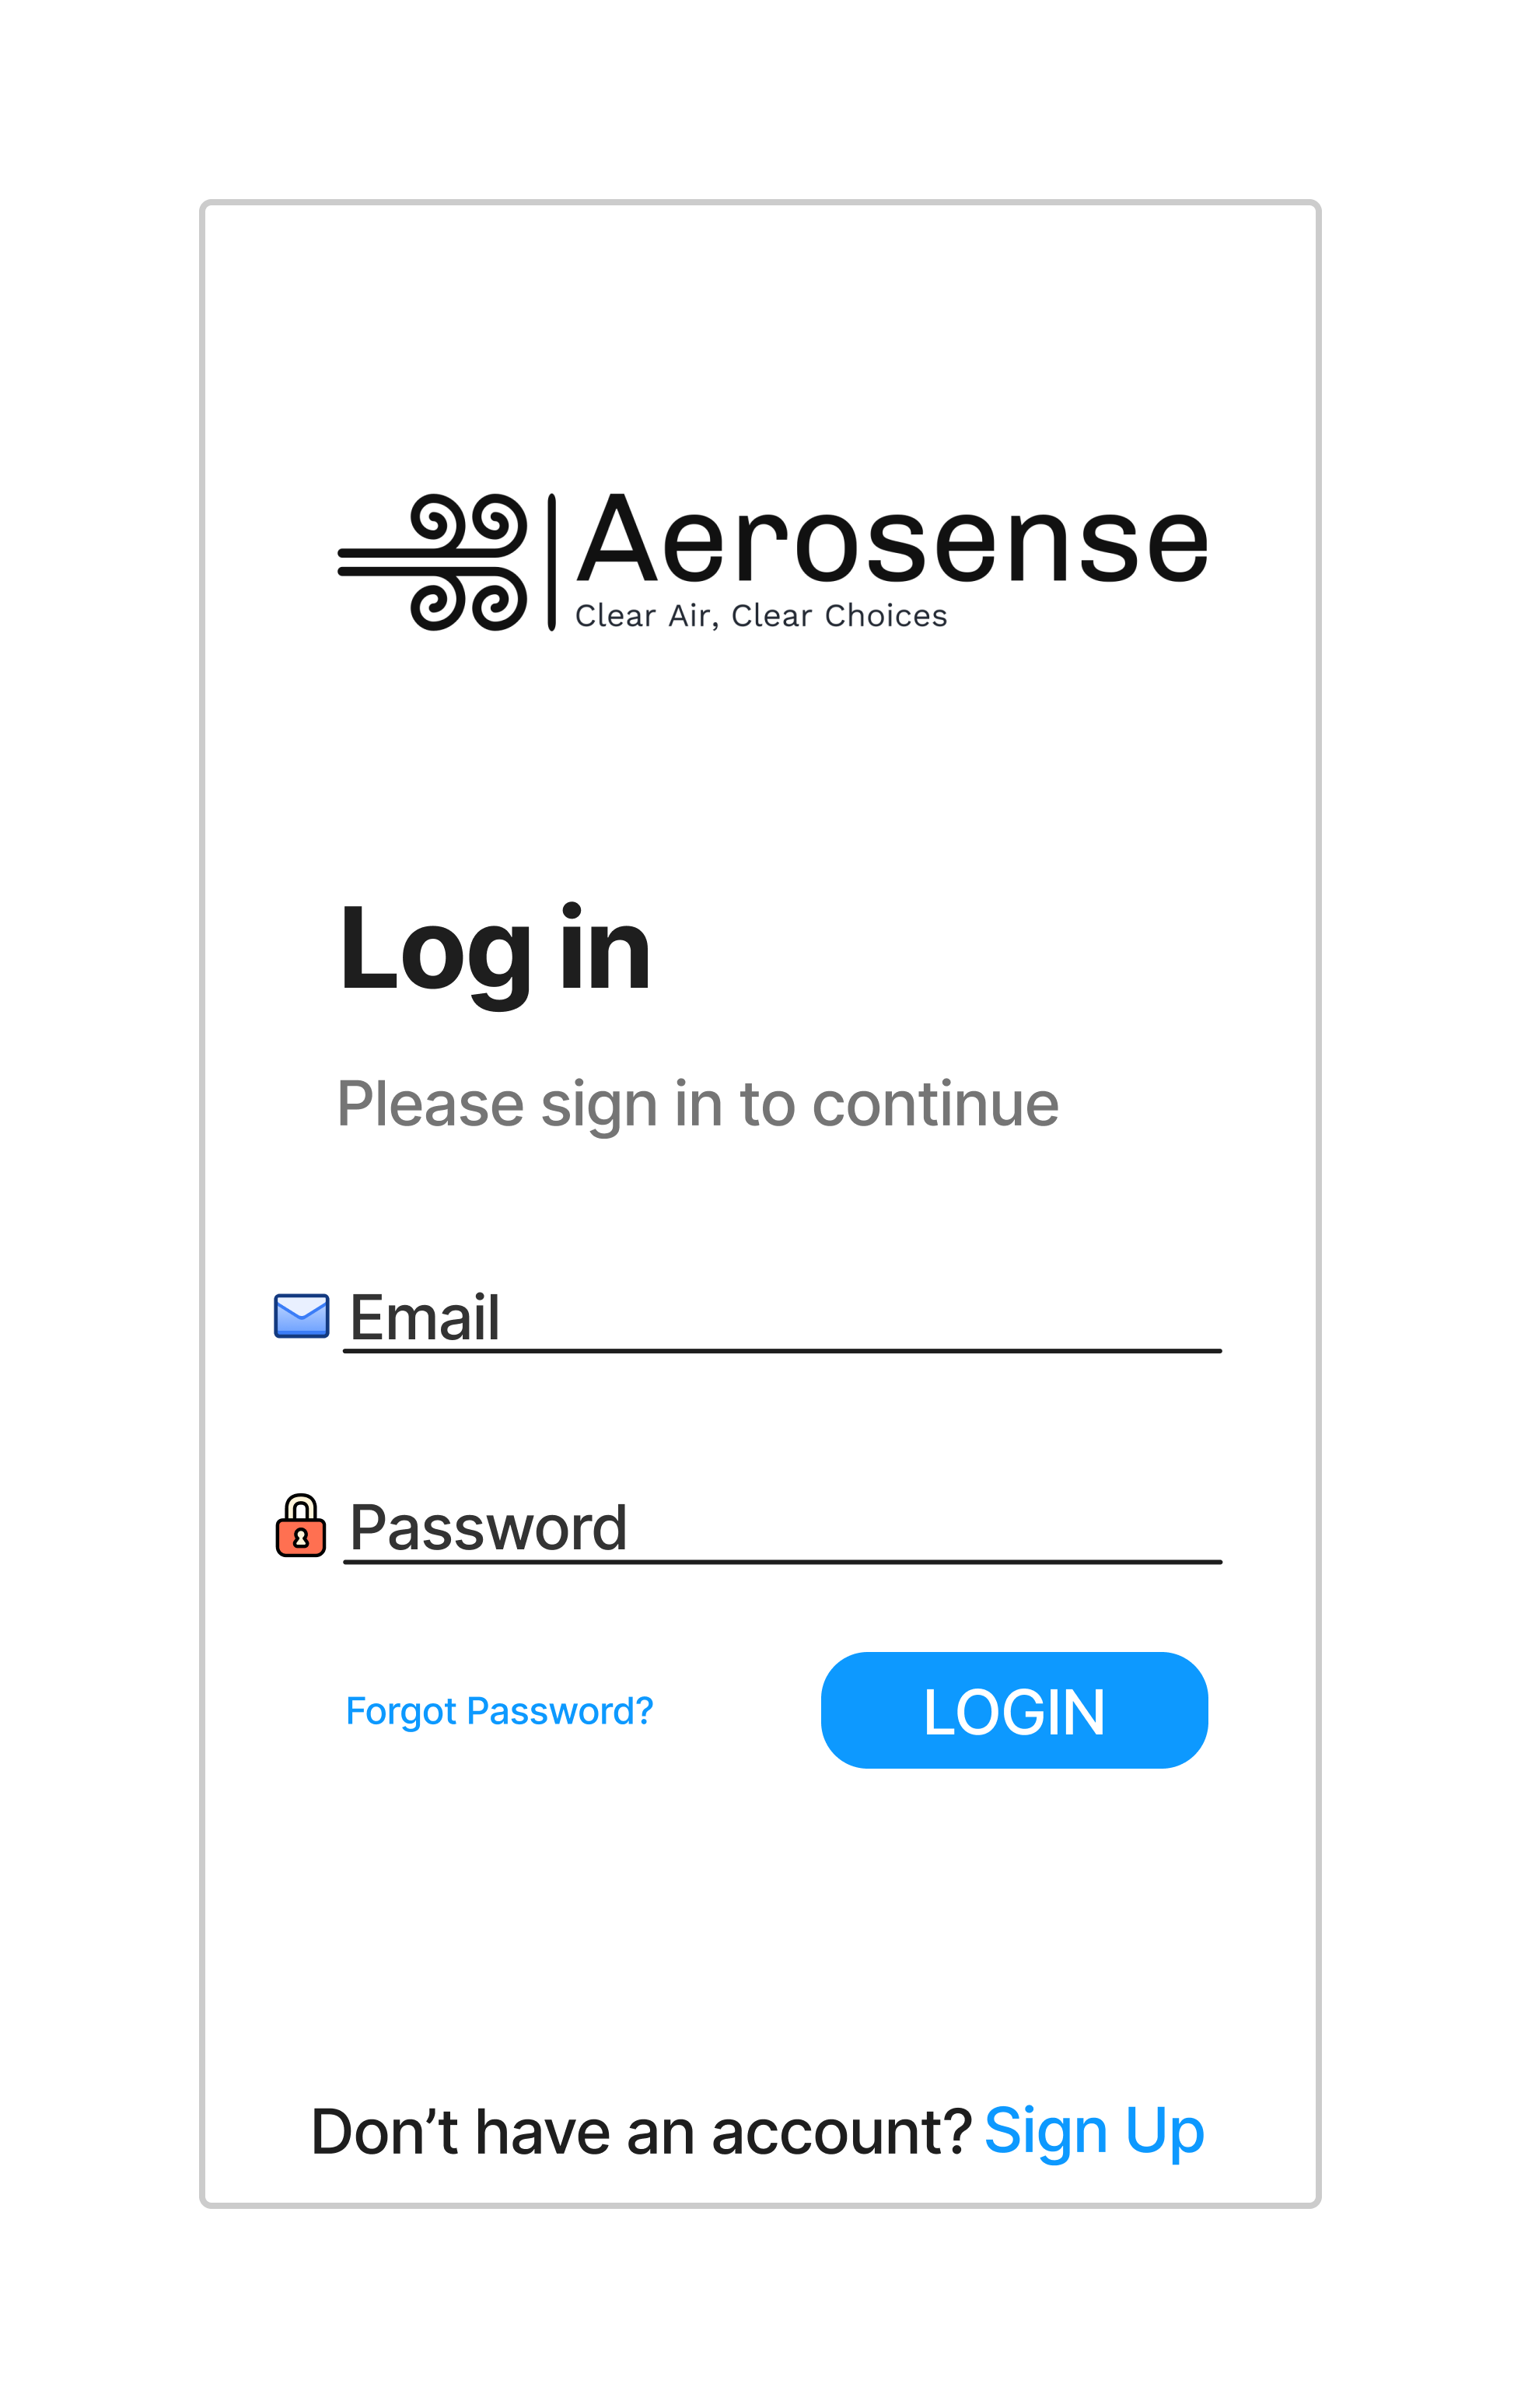 Aerosense
Clear Air, Clear Choices
Log in
Please sign in to continue
Email
Password
Forgot Password?
LOGIN
Don’t have an account? Sign Up